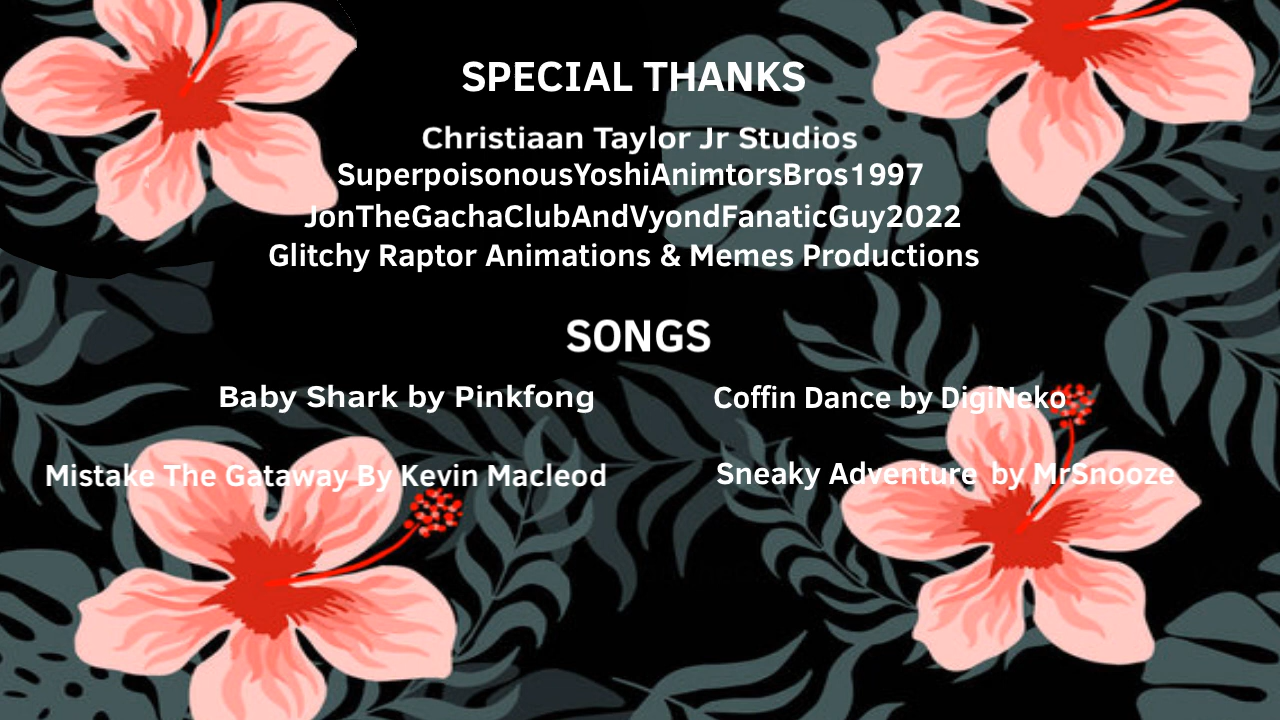 SPECIAL THANKS
Christiaan Taylor Jr Studios
SuperpoisonousYoshiAnimtorsBros1997
JonTheGachaClubAndVyondFanaticGuy2022
Glitchy Raptor Animations & Memes Productions
SONGS
Baby Shark by Pinkfong
Coffin Dance by DigiNeko
Mistake The Gataway By Kevin Macleod
Sneaky Adventure by MrSnooze